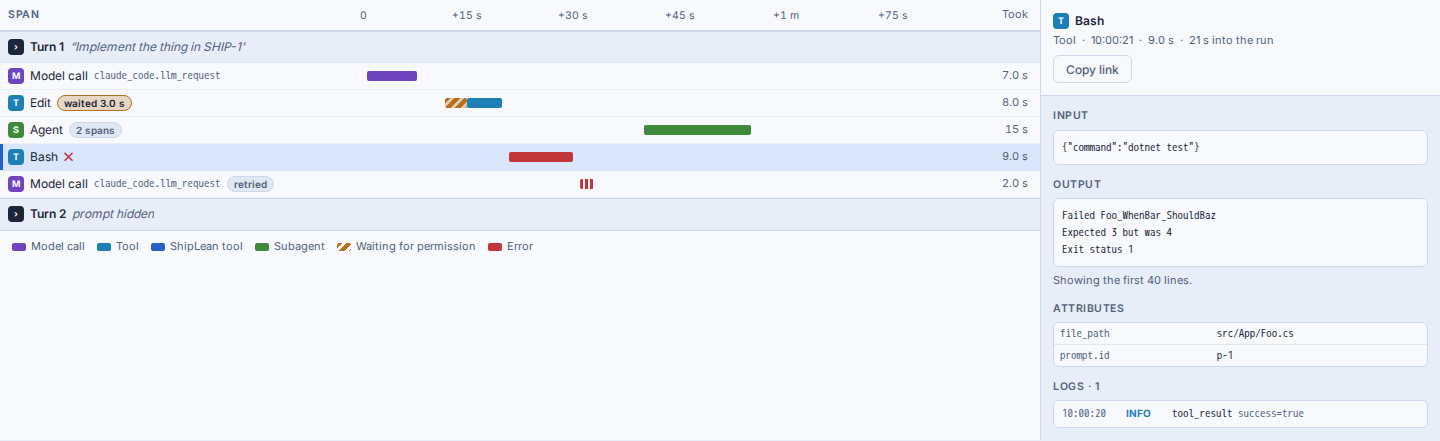 SPAN 0 +15 s +30 s +45 s +1 m +75 s Took
› Turn 1 "Implement the thing in SHIP-1'
M Model call claude_code.llm_request 7.0 s
T Edit waited 3.0 s 8.0 s
S Agent 2 spans 15 s
T Bash ✕ 9.0 s
M Model call claude_code.llm_request retried 2.0 s
› Turn 2 prompt hidden
Model call Tool ShipLean tool Subagent Waiting for permission Error
T Bash
Tool · 10:00:21 · 9.0 s · 21 s into the run
Copy link
INPUT
{"command":"dotnet test"}
OUTPUT
Failed Foo_WhenBar_ShouldBaz
Expected 3 but was 4
Exit status 1
Showing the first 40 lines.
ATTRIBUTES
file_path src/App/Foo.cs
prompt.id p-1
LOGS · 1
10:00:20 INFO tool_result success=true